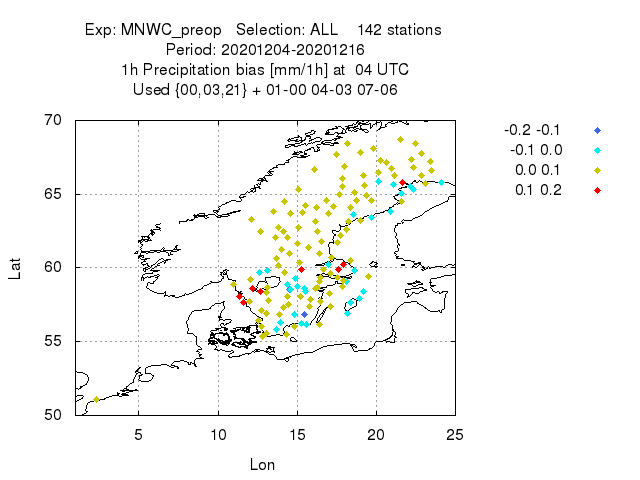 Exp: MNWC_preop   Selection: ALL    142 stations
Period: 20201204-20201216
1h Precipitation bias [mm/1h] at  04 UTC
Used {00,03,21} + 01-00 04-03 07-06
-0.2 -0.1
-0.1 0.0
0.0 0.1
0.1 0.2
70
65
60
55
50
Lat
5 10 15 20 25
Lon